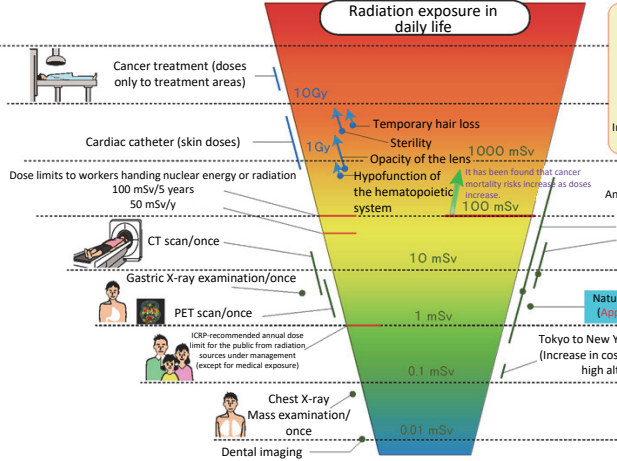 Radiation exposure in
daily life
Cancer treatment (doses
only to treatment areas)
10Gy
Cardiac catheter (skin doses)
1Gy
Temporary hair loss
Sterility
Opacity of the lens
Hypofunction of
the hematopoietic
system
1000 mSv
It has been found that cancer
mortality risks increase as doses
increase.
100 mSv
Dose limits to workers handing nuclear energy or radiation
100 mSv/5 years
50 mSv/y
CT scan/once
10 mSv
Gastric X-ray examination/once
PET scan/once
1 mSv
ICRP-recommended annual dose
limit for the public from radiation
sources under management
(except for medical exposure)
0.1 mSv
Chest X-ray
Mass examination/
once
0.01 mSv
Dental imaging
In
An
Natu
(App
Tokyo to New Y
(Increase in cos
high alt